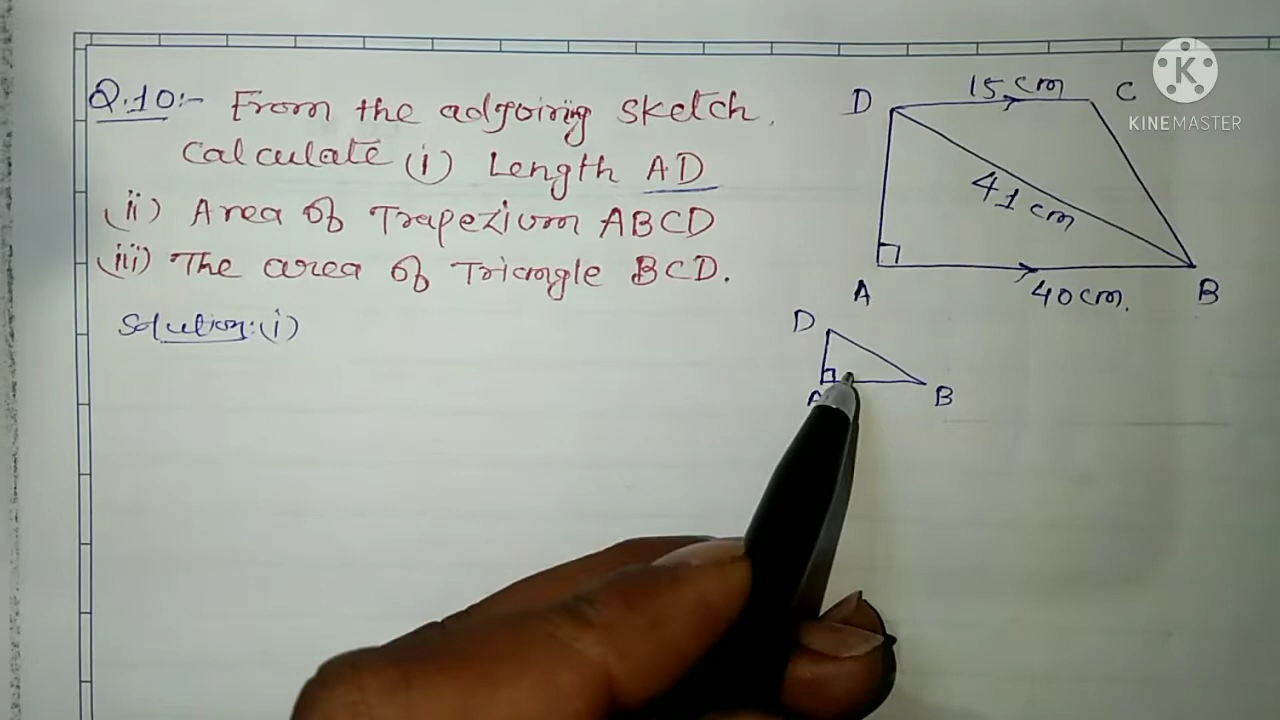 Q.10:- From the adjoining sketch.
Calculate (i) Length AD
(ii) Area of Trapezium ABCD
(iii) The area of Triangle BCD.
Solution:(i)
D 15 cm C
41 cm
A 40 cm. B
D
A B
K
KINEMASTER